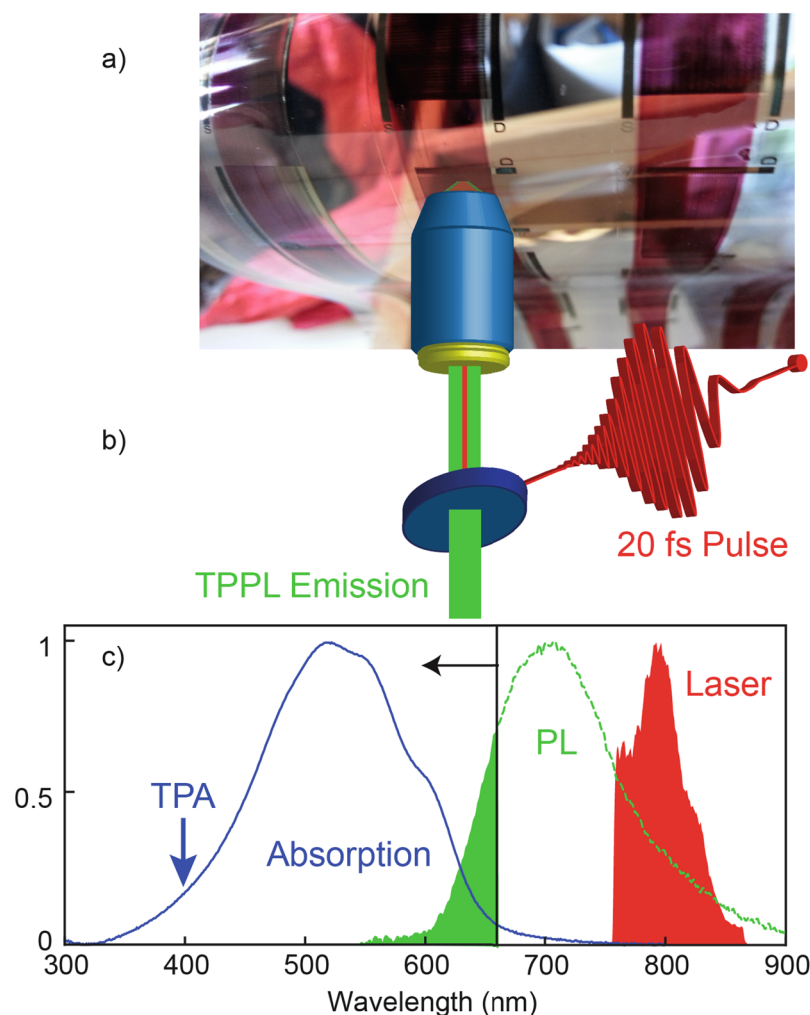 a)
S
D
S
D
D
b)
20 fs Pulse
TPPL Emission
c)
1
0.5
0
TPA
Absorption
PL
Laser
300
400
500
600
700
800
900
Wavelength (nm)